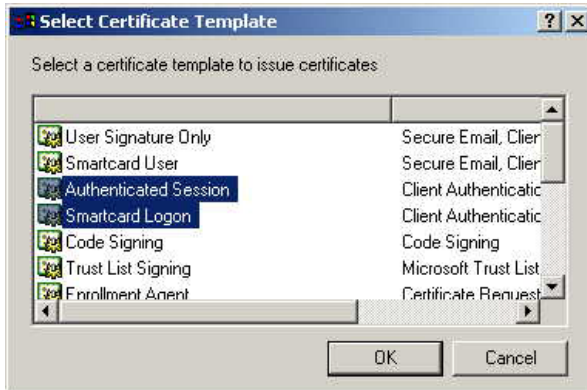 Select Certificate Template
Select a certificate template to issue certificates
User Signature Only Secure Email, Clien
Smartcard User Secure Email, Clien
Authenticated Session Client Authenticatic
Smartcard Logon Client Authenticatic
Code Signing Code Signing
Trust List Signing Microsoft Trust List
Enrollment Agent Certificate Request
OK Cancel